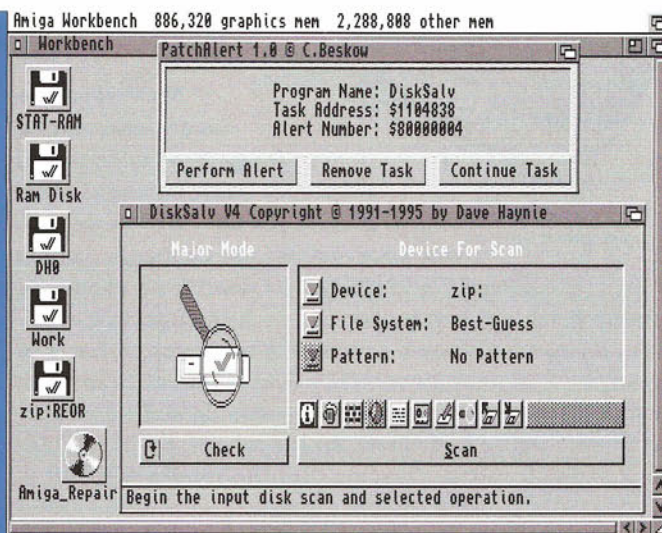 Amiga Workbench 886,320 graphics mem 2,288,808 other mem
Workbench
PatchAlert 1.0 © C.Beskow
STAT-RAM
Program Name: DiskSalv
Task Address: $1104838
Alert Number: $80000004
Perform Alert Remove Task Continue Task
Ram Disk
DiskSalv V4 Copyright © 1991-1995 by Dave Haynie
DH0
Major Mode
Device For Scan
Device: zip:
File System: Best-Guess
Pattern: No Pattern
Work
zip:REOR
Check
Scan
Amiga_Repair
Begin the input disk scan and selected operation.